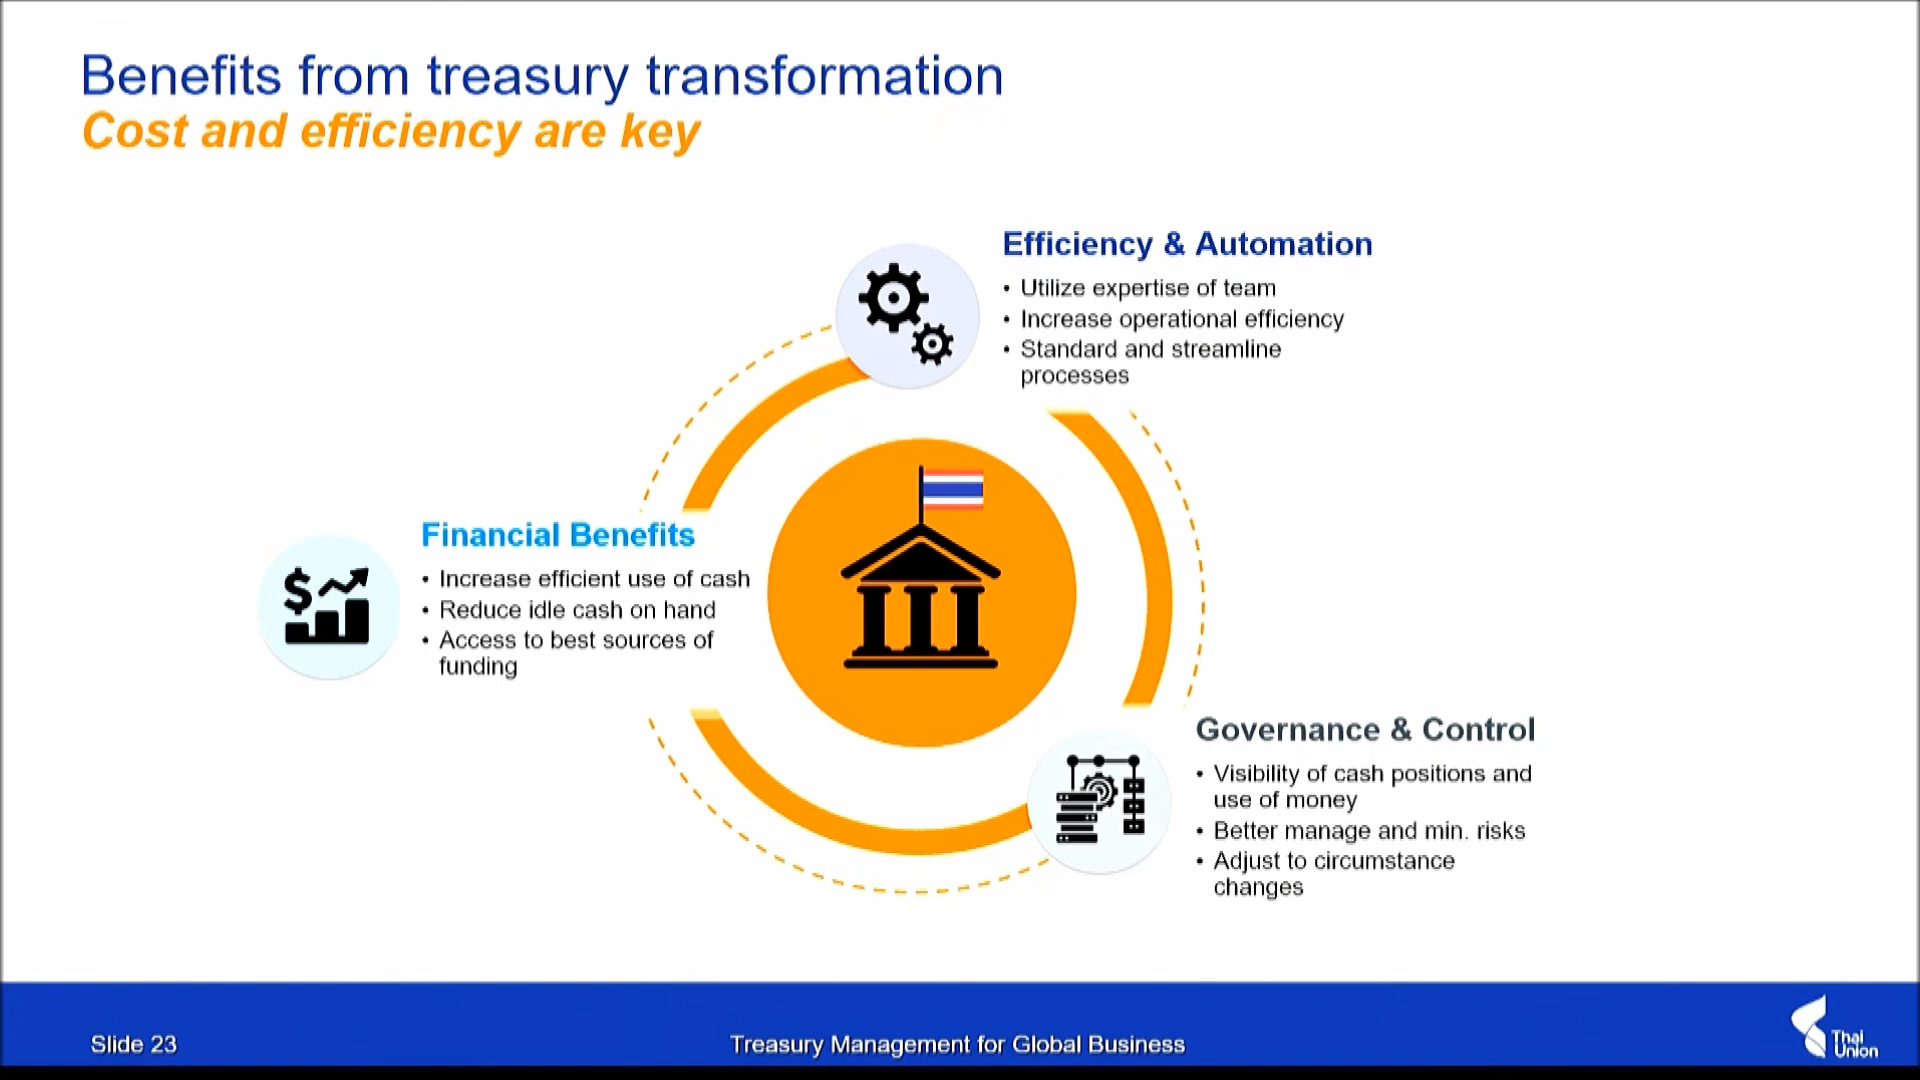 Benefits from treasury transformation
Cost and efficiency are key
Efficiency & Automation
• Utilize expertise of team
• Increase operational efficiency
• Standard and streamline
processes
Financial Benefits
• Increase efficient use of cash
• Reduce idle cash on hand
• Access to best sources of
funding
$
Governance & Control
• Visibility of cash positions and
use of money
• Better manage and min. risks
• Adjust to circumstance
changes
Slide 23
Treasury Management for Global Business
Thai
Union